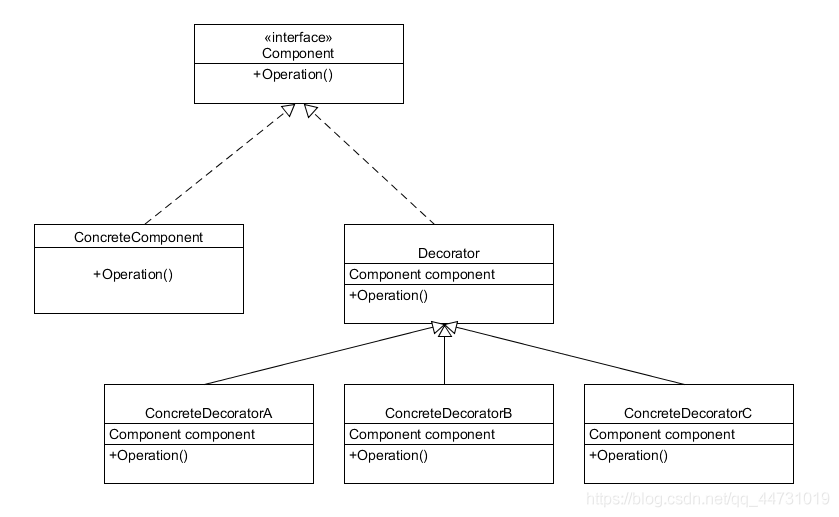 «interface»
Component
+Operation()
ConcreteComponent
+Operation()
Decorator
Component component
+Operation()
ConcreteDecoratorA
Component component
+Operation()
ConcreteDecoratorB
Component component
+Operation()
ConcreteDecoratorC
Component component
+Operation()
https://blog.csdn.net/qq_44731019